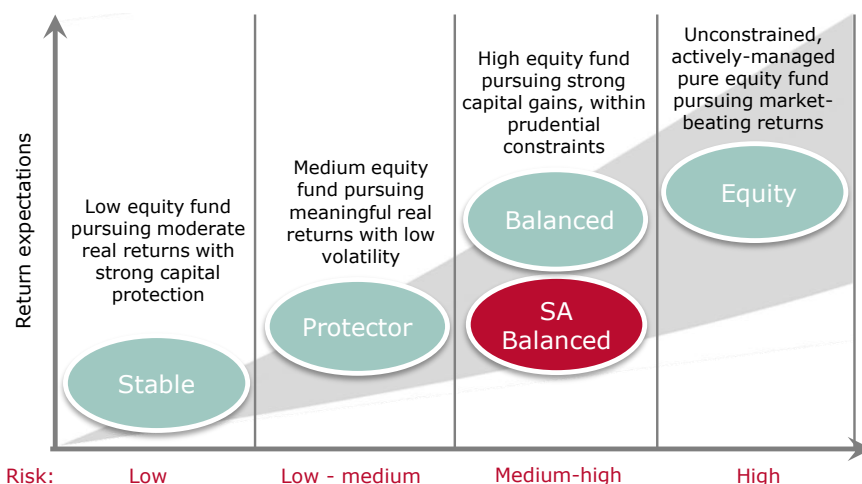 Return expectations
Low equity fund
pursuing moderate
real returns with
strong capital
protection
Stable
Medium equity
fund pursuing
meaningful real
returns with low
volatility
Protector
High equity fund
pursuing strong
capital gains, within
prudential
constraints
Balanced
SA
Balanced
Unconstrained,
actively-managed
pure equity fund
pursuing market-
beating returns
Equity
Risk: Low Low - medium Medium-high High